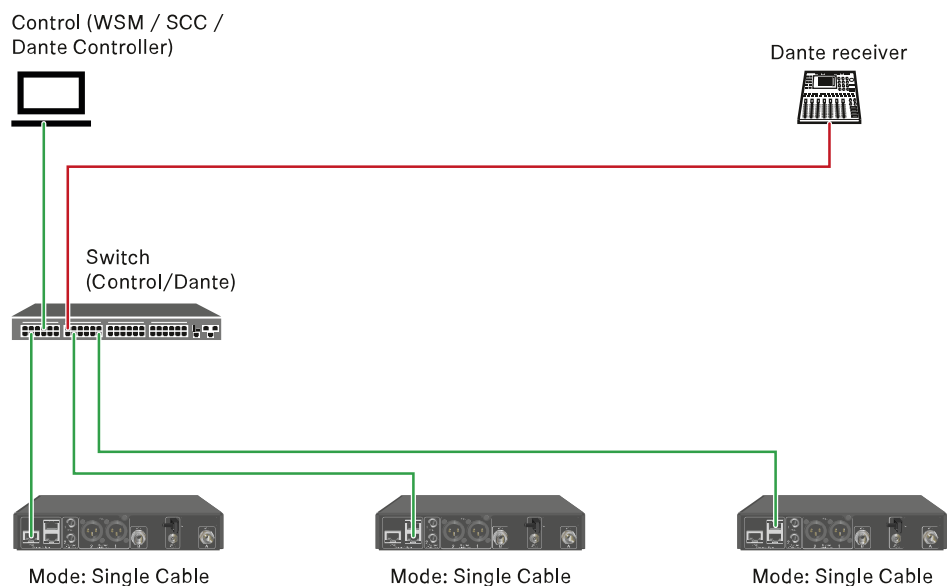 Control (WSM / SCC /
Dante Controller)
Dante receiver
Switch
(Control/Dante)
Mode: Single Cable
Mode: Single Cable
Mode: Single Cable